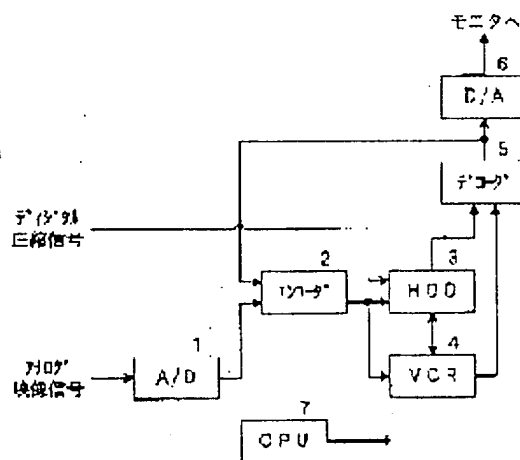 モニタへ
6
D/A
5
デコーダ
ディジタル
圧縮信号
2
エンコーダ
3
HDD
1
A/D
アナログ
映像信号
4
VCR
7
CPU